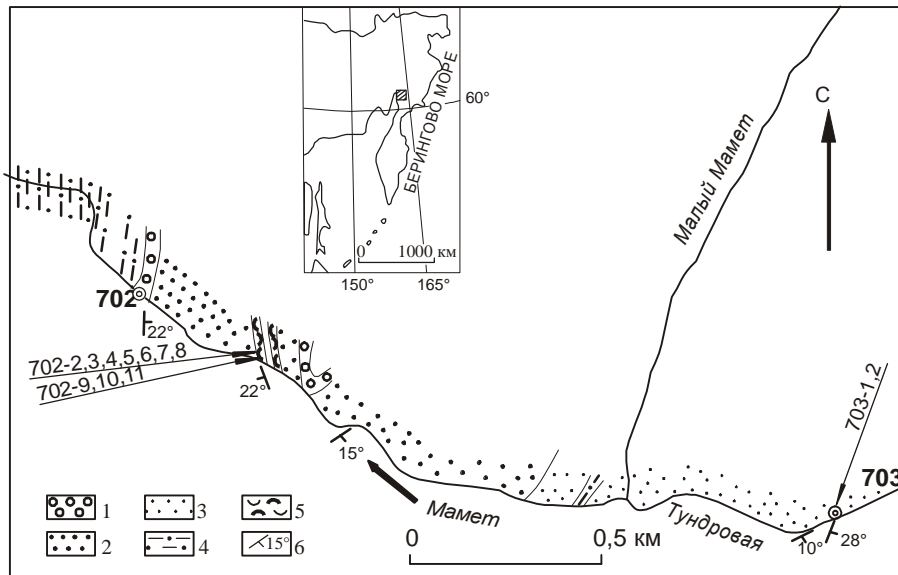 С
60°
БЕРИНГОВО МОРЕ
0 1000 км
150° 165°
Малый Мамет
702
22°
702-2,3,4,5,6,7,8
702-9,10,11
22°
15°
703-1,2
703
Мамет
Тундровая
10° 28°
0 0,5 км
1 3 5
2 4 15° 6